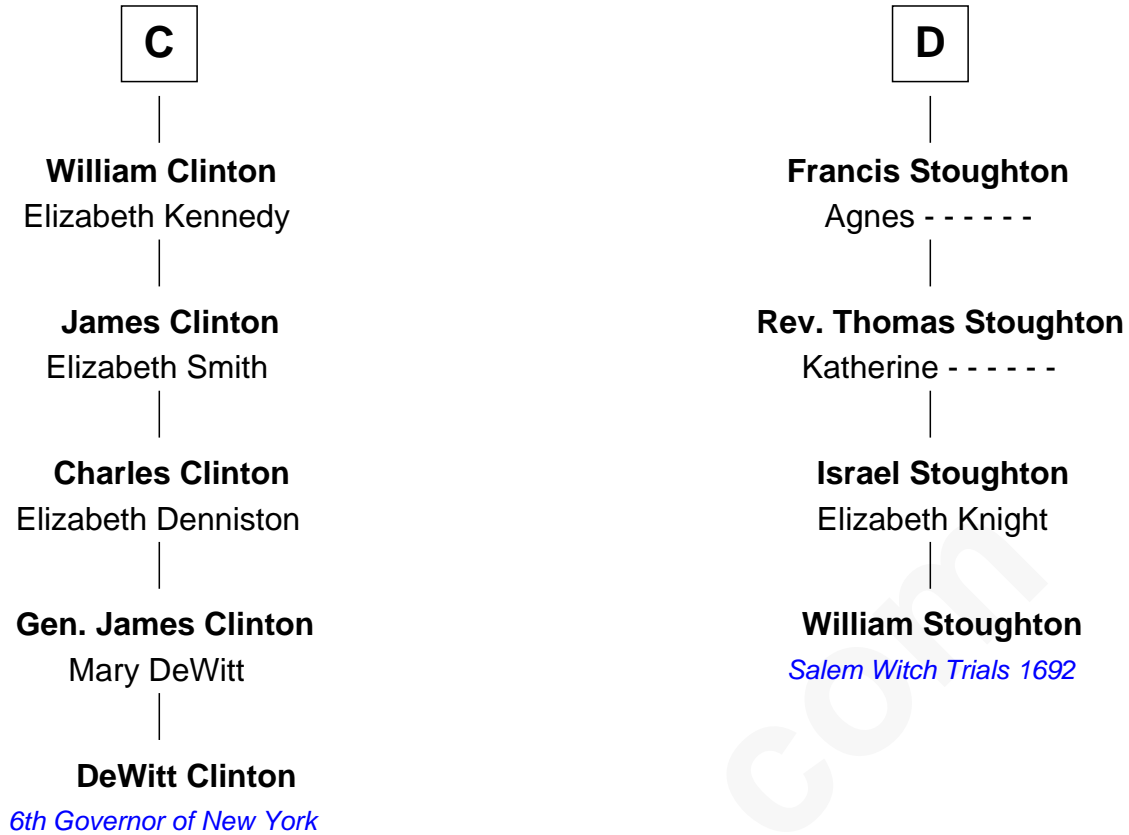 C
William Clinton
Elizabeth Kennedy
James Clinton
Elizabeth Smith
Charles Clinton
Elizabeth Denniston
Gen. James Clinton
Mary DeWitt
DeWitt Clinton
6th Governor of New York
D
Francis Stoughton
Agnes - - - - - -
Rev. Thomas Stoughton
Katherine - - - - - -
Israel Stoughton
Elizabeth Knight
William Stoughton
Salem Witch Trials 1692
com